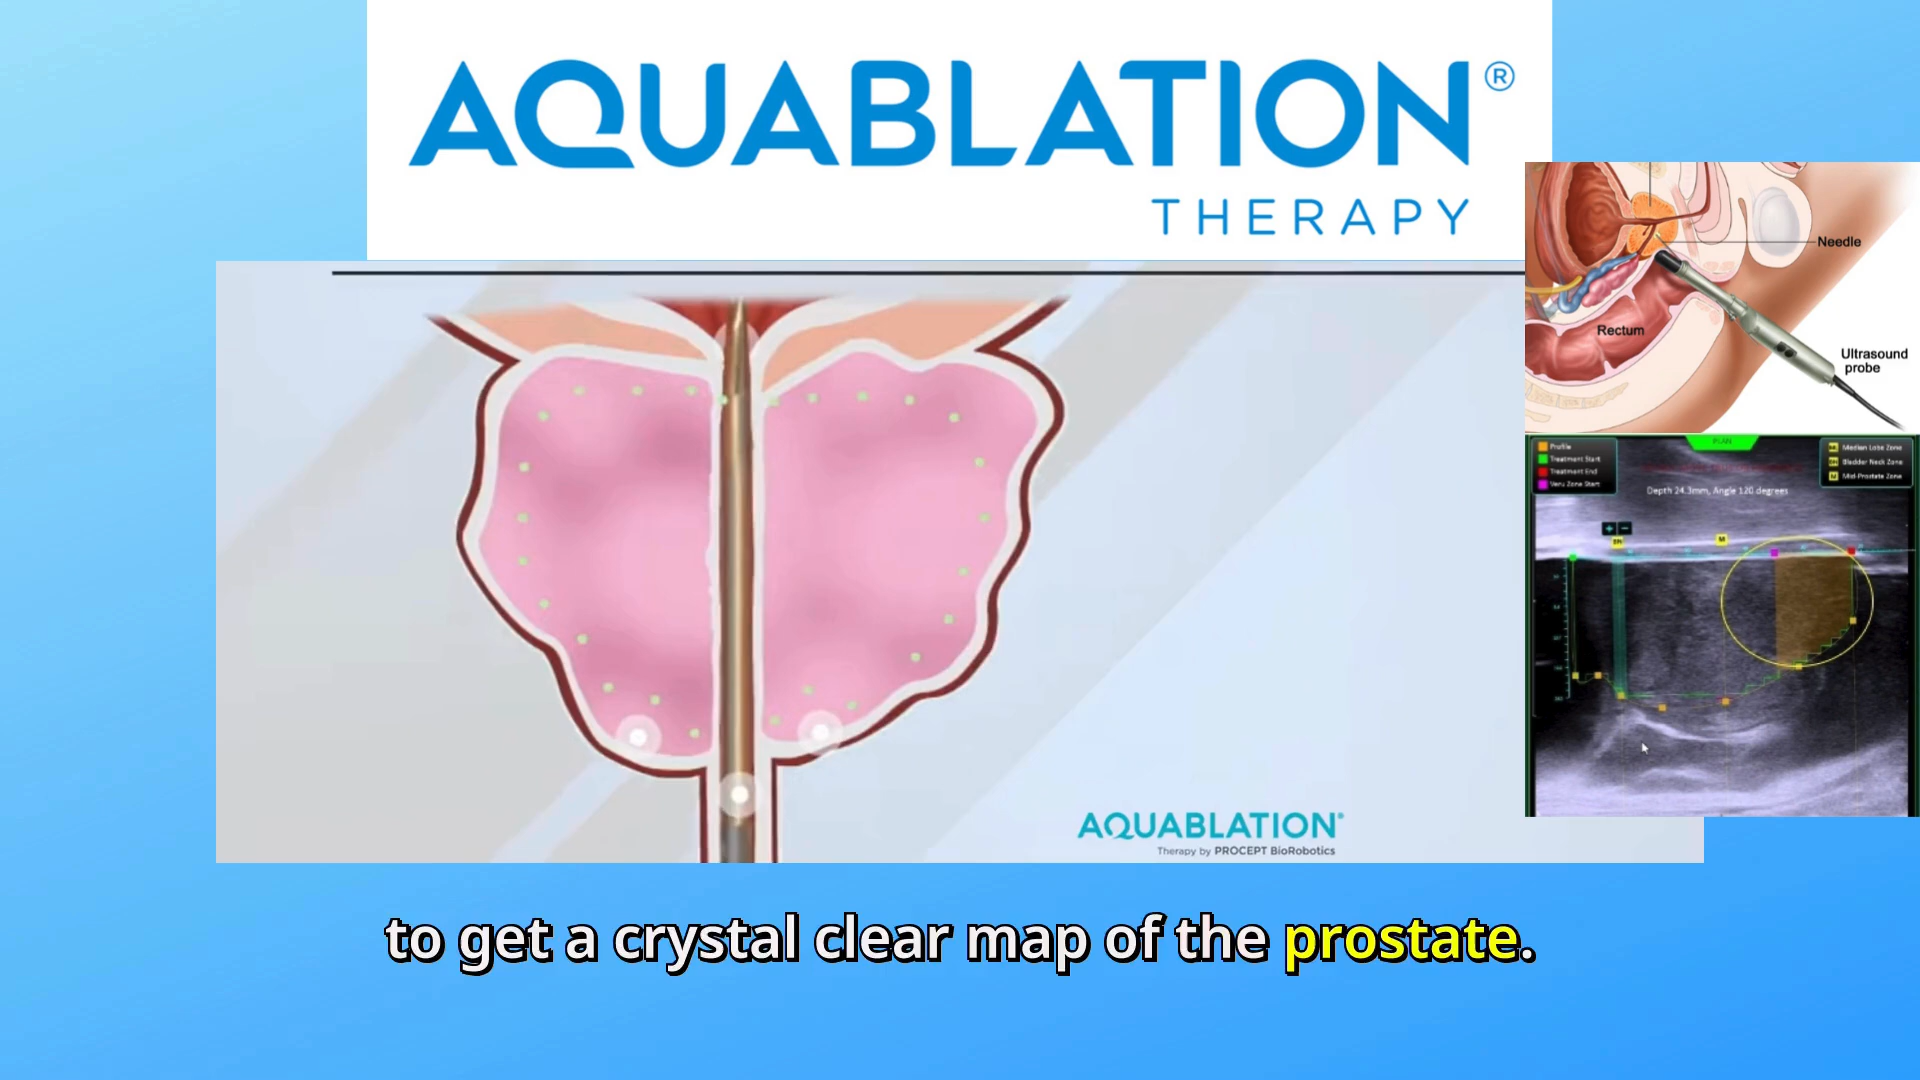 AQUABLATION®
THERAPY
Needle
Rectum
Ultrasound
probe
PLAN
Profile
Treatment Start
Treatment End
Veru Zone Start
Median Lobe Zone
Bladder Neck Zone
Mid-Prostate Zone
Depth 24.3mm, Angle 120 degrees
BN
M
AQUABLATION®
Therapy by PROCEPT BioRobotics
to get a crystal clear map of the prostate.